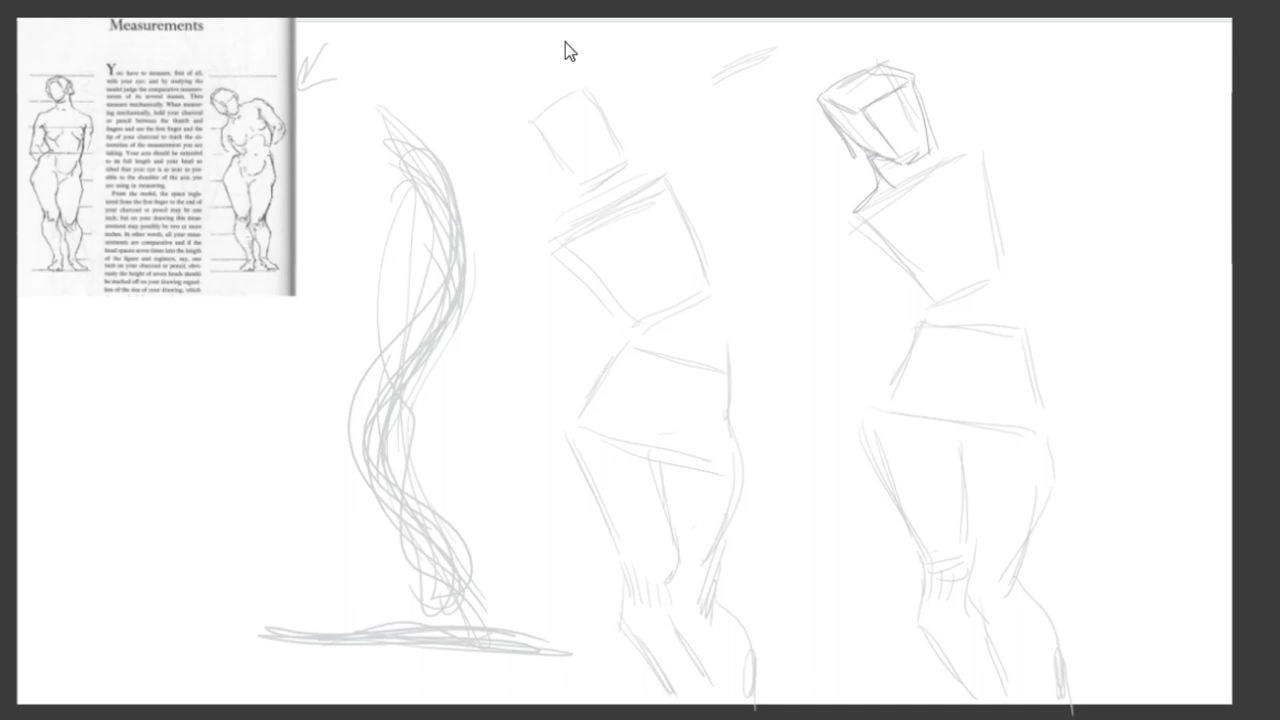 Measurements
You have to measure, first of all,
with your eye; and by studying the
model judge the comparative measure-
ments of its several masses. Then
measure mechanically. When measur-
ing mechanically, hold your charcoal
or pencil between the thumb and
fingers and use the first finger and the
tip of your charcoal to mark the ex-
tremities of the measurement you are
taking. Your arm should be extended
to its full length and your head so
tilted that your eye is as near as pos-
sible to the shoulder of the arm you
are using in measuring.
From the model, the space regis-
tered from the first finger to the end of
your charcoal or pencil may be one
inch, but on your drawing this meas-
urement may possibly be two or more
inches. In other words, all your meas-
urements are comparative and if the
head spaces seven times into the length
of the figure and registers, say, one
inch on your charcoal or pencil, obvi-
ously the height of seven heads should
be marked off on your drawing regard-
less of the size of your drawing, which